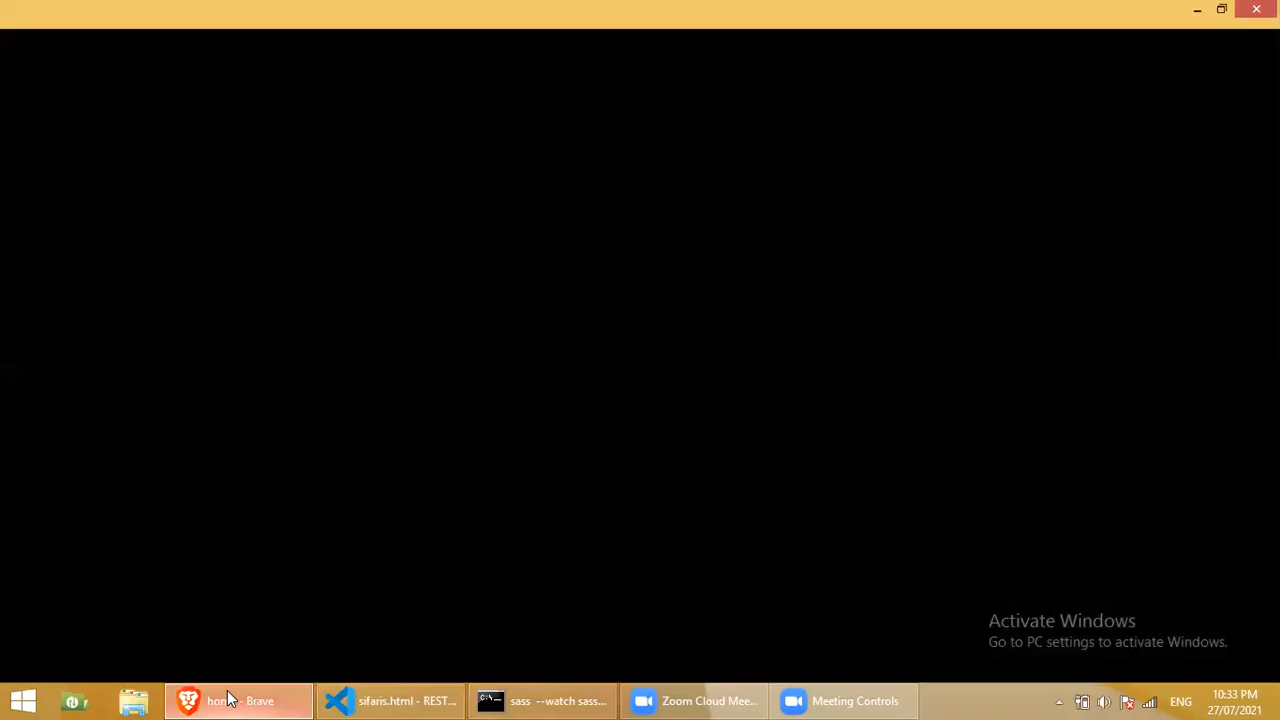 Activate Windows
Go to PC settings to activate Windows.
- Brave
sifaris.html - REST...
sass --watch sass...
Zoom Cloud Mee...
Meeting Controls
ENG
10:33 PM
27/07/2021